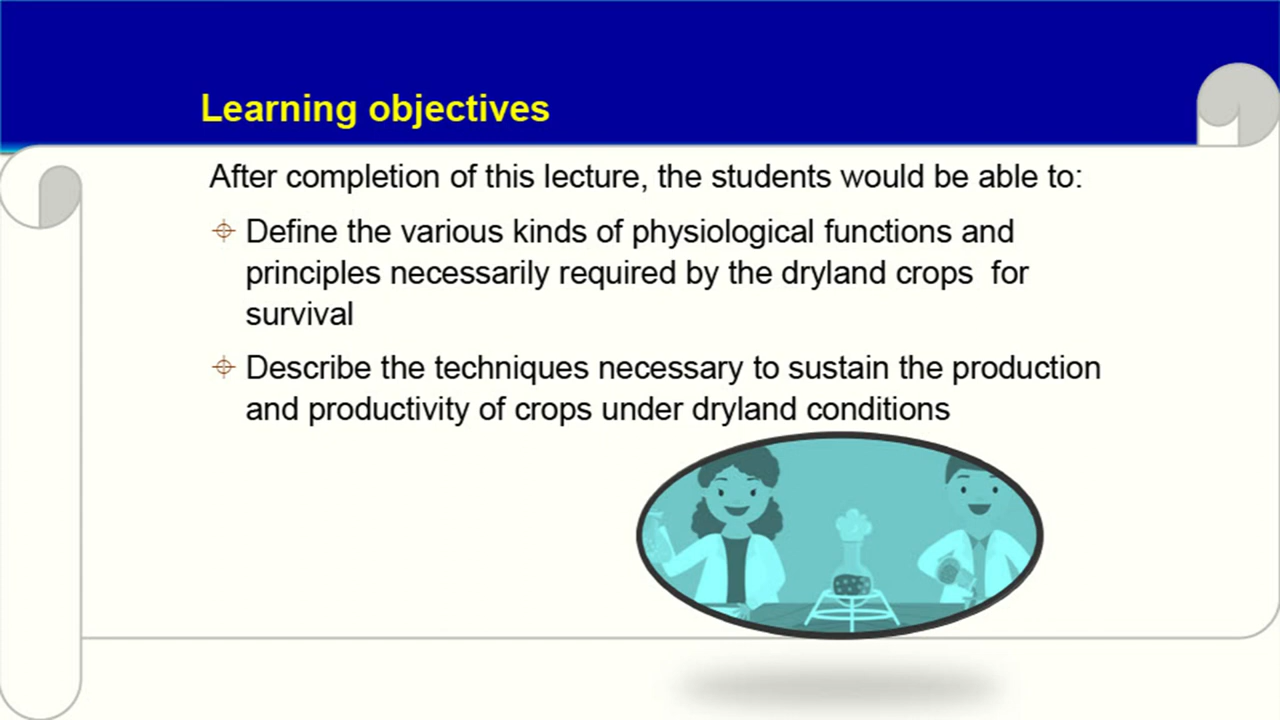 Learning objectives
After completion of this lecture, the students would be able to:
Define the various kinds of physiological functions and
principles necessarily required by the dryland crops  for
survival
Describe the techniques necessary to sustain the production
and productivity of crops under dryland conditions